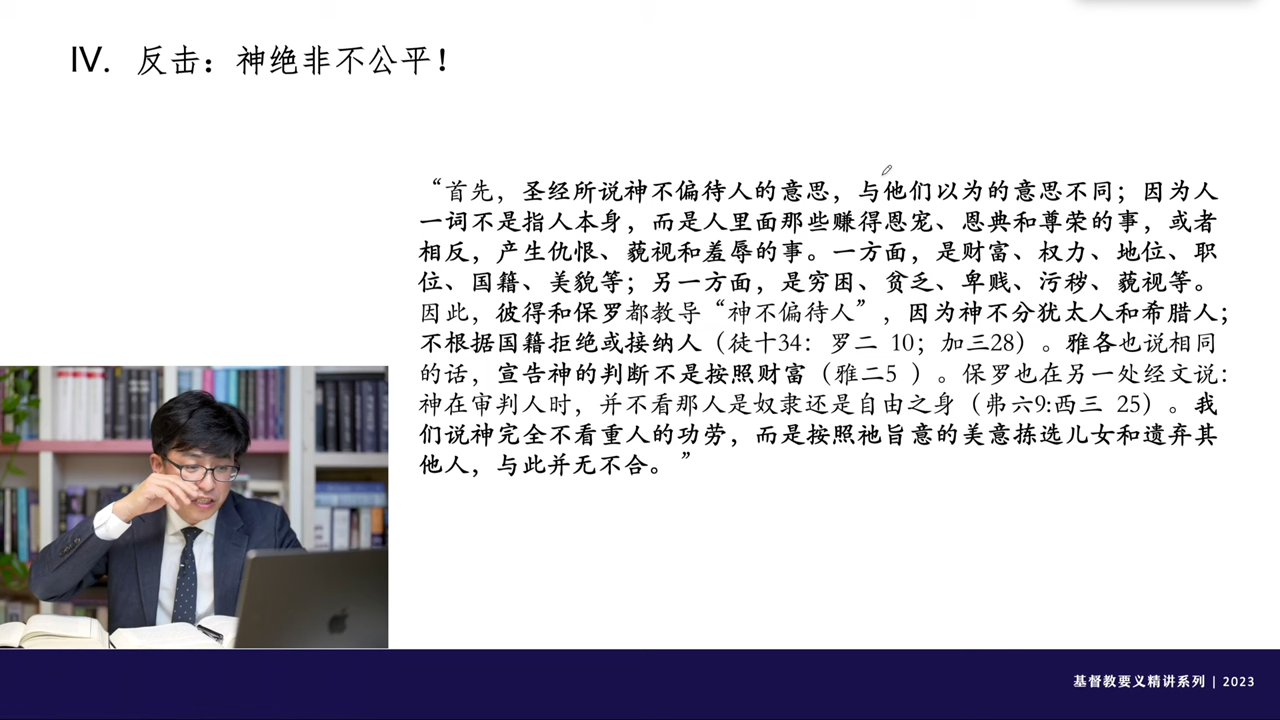 IV. 反击：神绝非不公平！
“首先，圣经所说神不偏待人的意思，与他们以为的意思不同；因为人
一词不是指人本身，而是人里面那些赚得恩宠、恩典和尊荣的事，或者
相反，产生仇恨、藐视和羞辱的事。一方面，是财富、权力、地位、职
位、国籍、美貌等；另一方面，是穷困、贫乏、卑贱、污秽、藐视等。
因此，彼得和保罗都教导“神不偏待人”，因为神不分犹太人和希腊人；
不根据国籍拒绝或接纳人（徒十34：罗二 10；加三28）。雅各也说相同
的话，宣告神的判断不是按照财富（雅二5 ）。保罗也在另一处经文说：
神在审判人时，并不看那人是奴隶还是自由之身（弗六9:西三 25）。我
们说神完全不看重人的功劳，而是按照祂旨意的美意拣选儿女和遗弃其
他人，与此并无不合。”
基督教要义精讲系列 | 2023